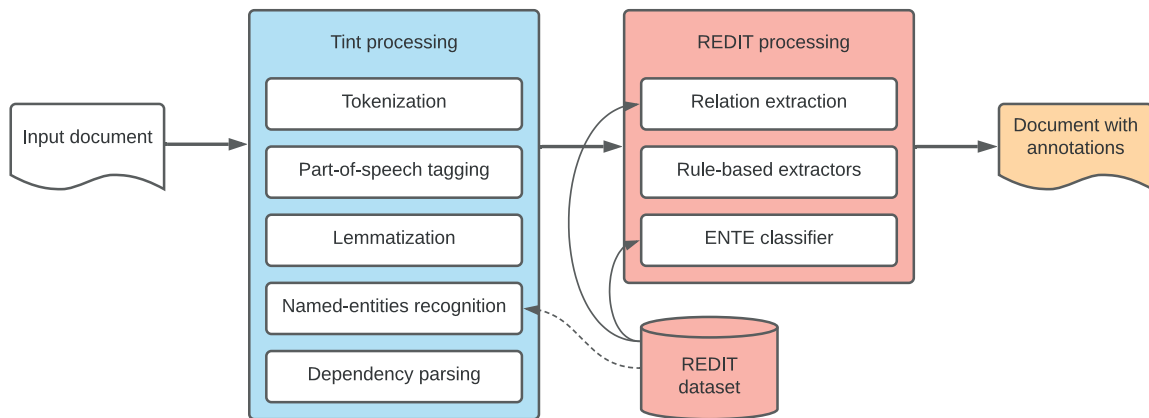 Input document
Tint processing
Tokenization
Part-of-speech tagging
Lemmatization
Named-entities recognition
Dependency parsing
REDIT processing
Relation extraction
Rule-based extractors
ENTE classifier
REDIT
dataset
Document with
annotations